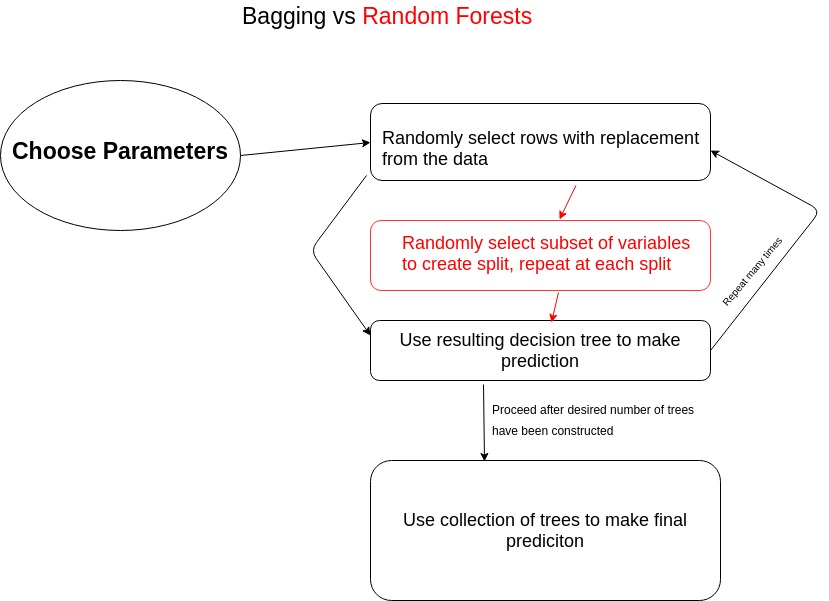 Bagging vs Random Forests
Choose Parameters
Randomly select rows with replacement
from the data
Randomly select subset of variables
to create split, repeat at each split
Repeat many times
Use resulting decision tree to make
prediction
Proceed after desired number of trees
have been constructed
Use collection of trees to make final
prediciton